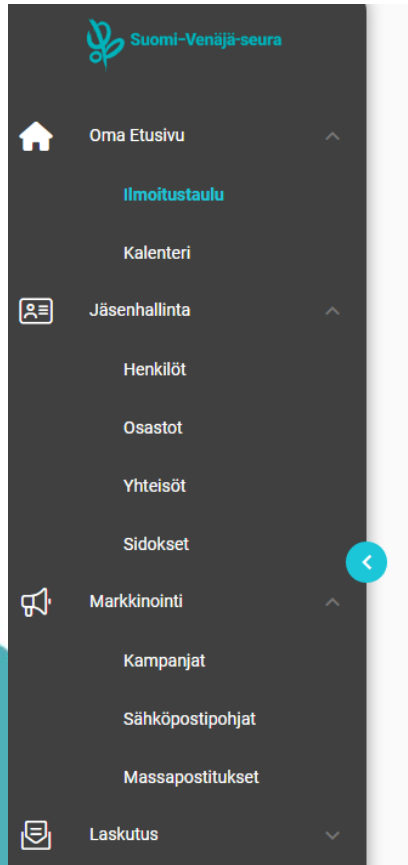 Suomi-Venäjä-seura
Oma Etusivu
Ilmoitustaulu
Kalenteri
Jäsenhallinta
Henkilöt
Osastot
Yhteisöt
Sidokset
Markkinointi
Kampanjat
Sähköpostipohjat
Massapostitukset
Laskutus